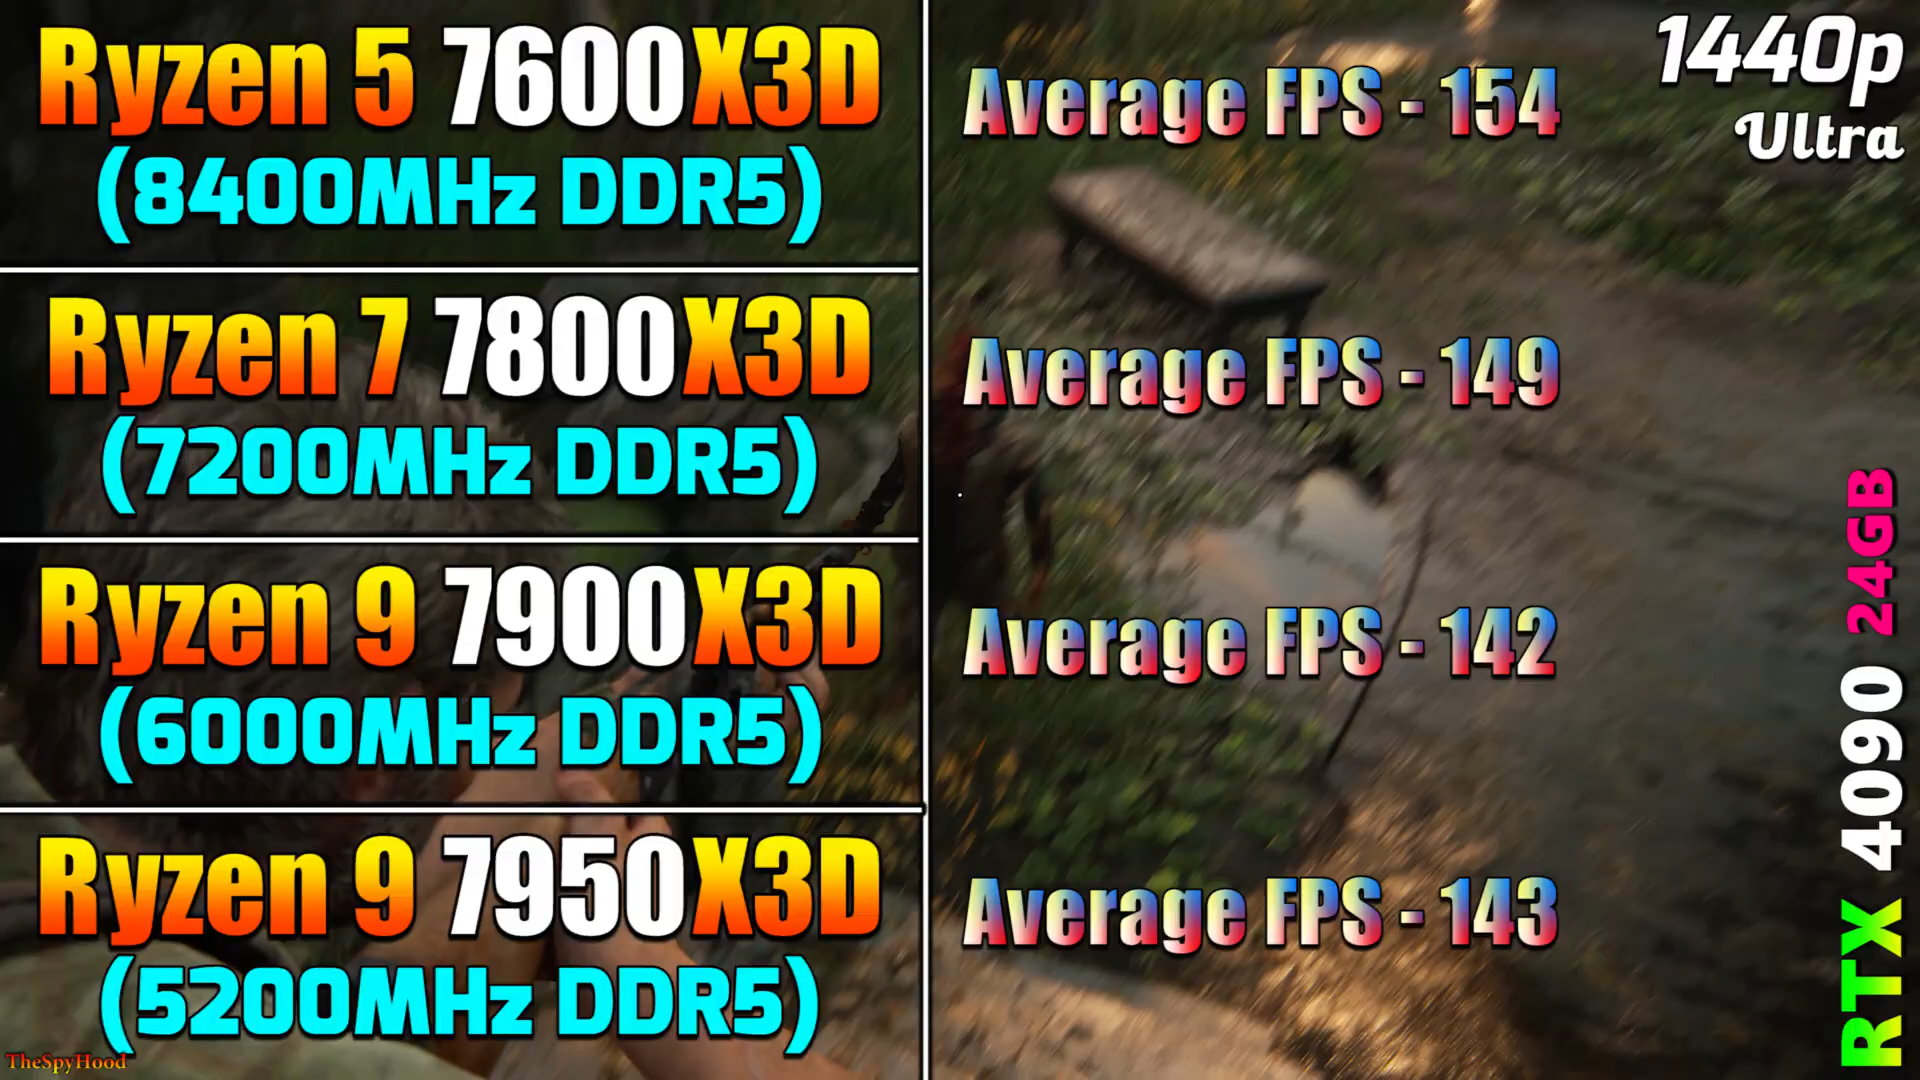 Ryzen 5 7600X3D
(8400MHz DDR5)
Average FPS - 154
1440p
Ultra
Ryzen 7 7800X3D
(7200MHz DDR5)
Average FPS - 149
Ryzen 9 7900X3D
(6000MHz DDR5)
Average FPS - 142
Ryzen 9 7950X3D
(5200MHz DDR5)
Average FPS - 143
RTX 4090 24GB
TheSpyHood